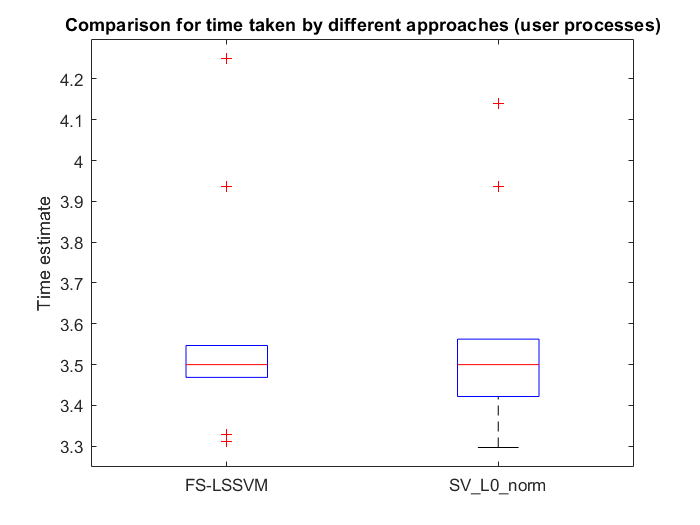 Comparison for time taken by different approaches (user processes)
4.2
4.1
4
3.9
3.8
3.7
3.6
3.5
3.4
3.3
Time estimate
FS-LSSVM
SV_L0_norm